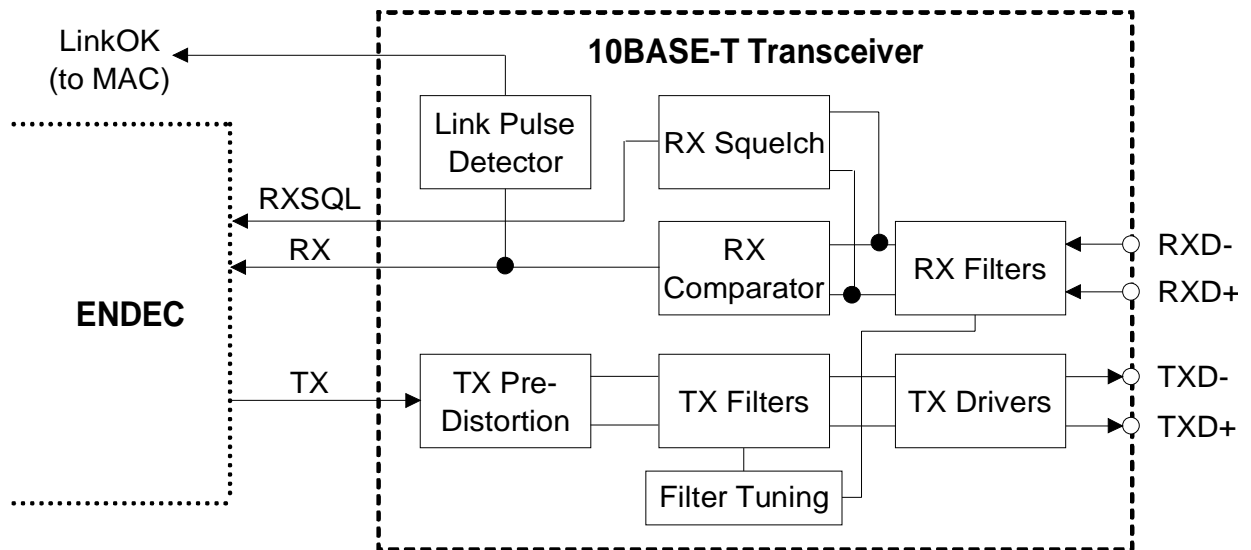 LinkOK
(to MAC)
10BASE-T Transceiver
Link Pulse
Detector
RX Squelch
RXSQL
RX
RX
Comparator
RX Filters
RXD-
RXD+
ENDEC
TX
TX Pre-
Distortion
TX Filters
TX Drivers
TXD-
TXD+
Filter Tuning